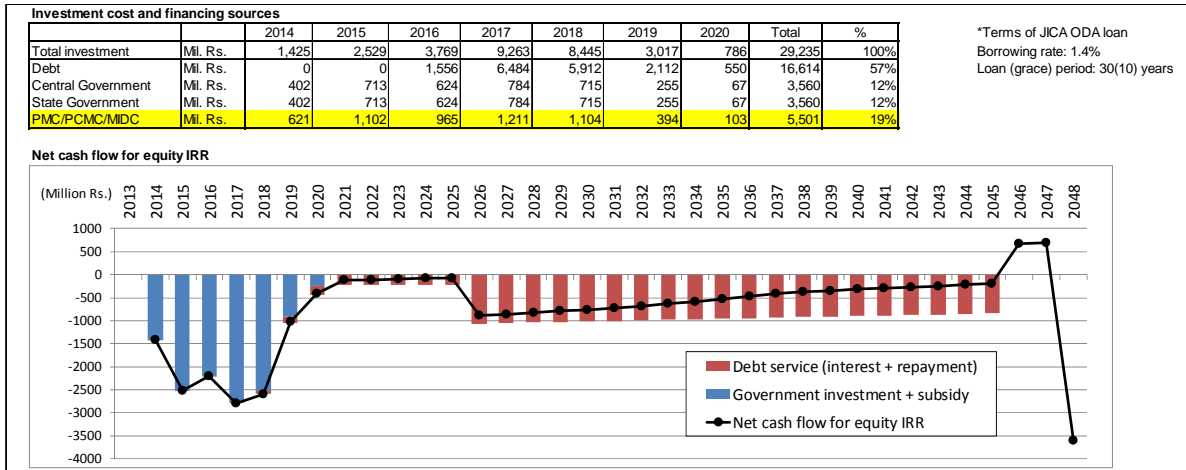 Investment cost and financing sources
2014 2015 2016 2017 2018 2019 2020 Total %
Total investment Mil. Rs. 1,425 2,529 3,769 9,263 8,445 3,017 786 29,235 100%
Debt Mil. Rs. 0 0 1,556 6,484 5,912 2,112 550 16,614 57%
Central Government Mil. Rs. 402 713 624 784 715 255 67 3,560 12%
State Government Mil. Rs. 402 713 624 784 715 255 67 3,560 12%
PMC/PCMC/MIDC Mil. Rs. 621 1,102 965 1,211 1,104 394 103 5,501 19%
*Terms of JICA ODA loan
Borrowing rate: 1.4%
Loan (grace) period: 30(10) years
Net cash flow for equity IRR
(Million Rs.) 2013 2014 2015 2016 2017 2018 2019 2020 2021 2022 2023 2024 2025 2026 2027 2028 2029 2030 2031 2032 2033 2034 2035 2036 2037 2038 2039 2040 2041 2042 2043 2044 2045 2046 2047 2048
1000
500
0
-500
-1000
-1500
-2000
-2500
-3000
-3500
-4000
Debt service (interest + repayment)
Government investment + subsidy
Net cash flow for equity IRR